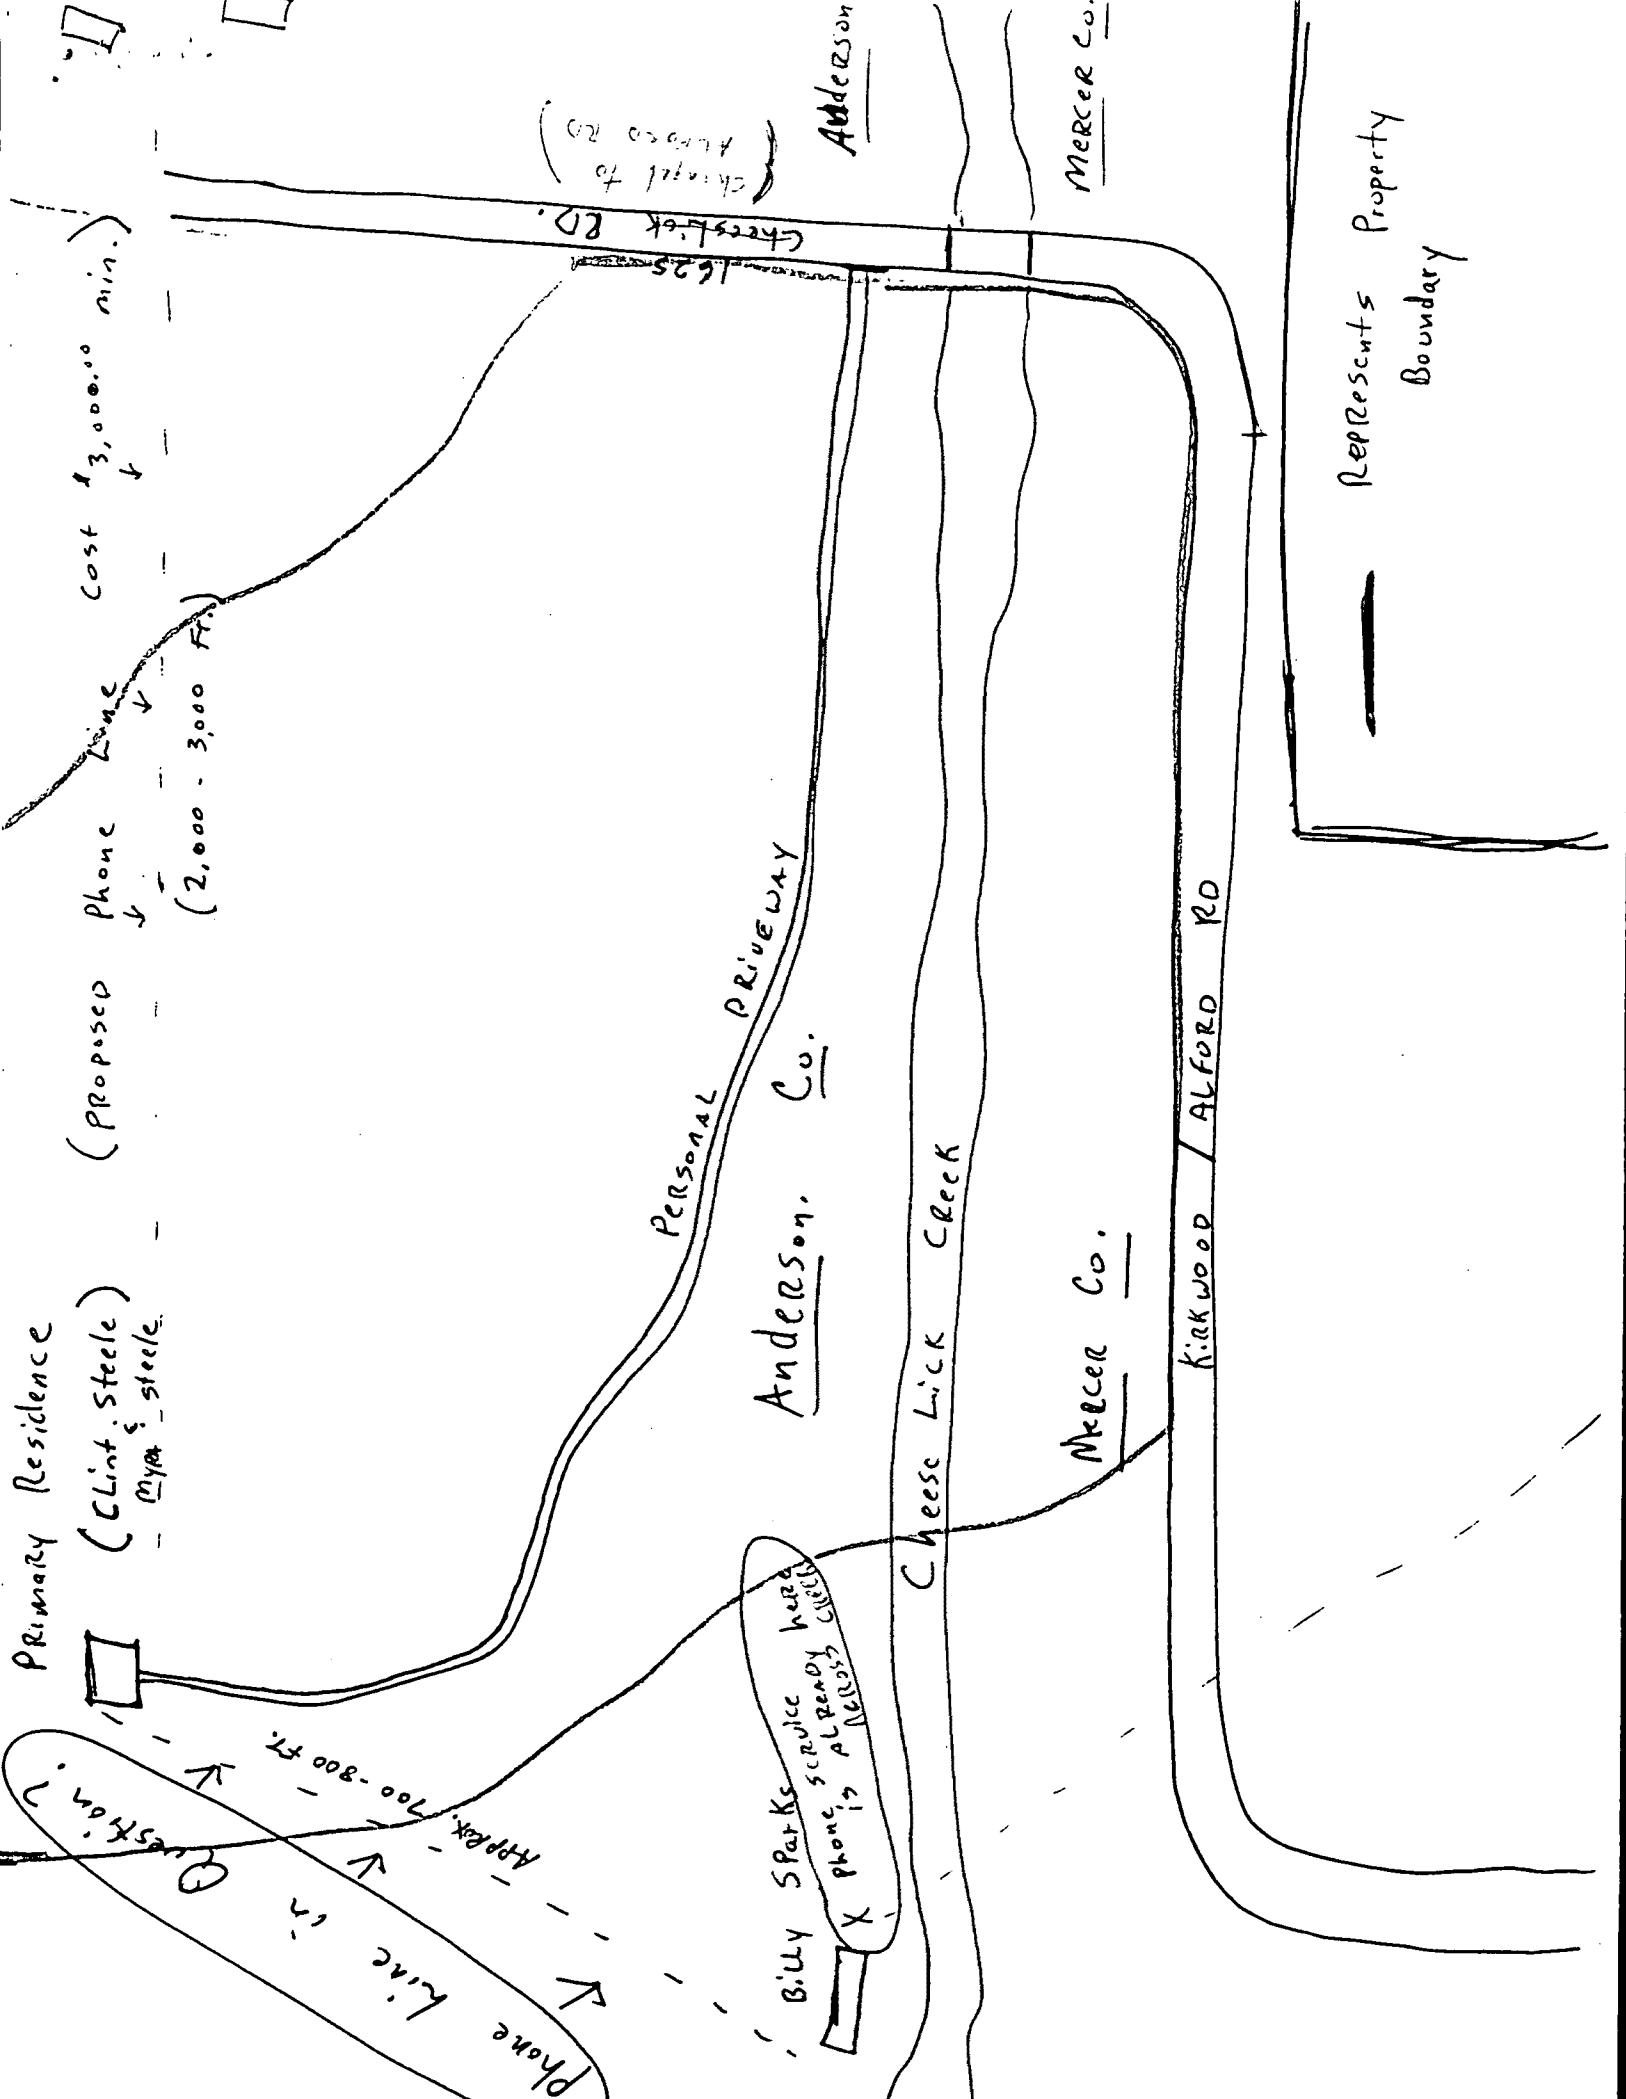 Primary Residence
(Clint Steele)
&
Myra Steele
(Proposed Phone Line Cost $3,000.00 min.)
(2,000 - 3,000 Ft.)
Phone Line in Question?
Approx. 700-800 FT.
Personal Driveway
1625
Cheeslick RD.
(Changed to
RD)
Anderson
Mercer Co.
Anderson. Co.
Billy Sparks
X Phone service here
Phone service already
is across creek
Cheese Lick Creek
Mercer Co.
Kirkwood / Alford RD
Represents Property
Boundary